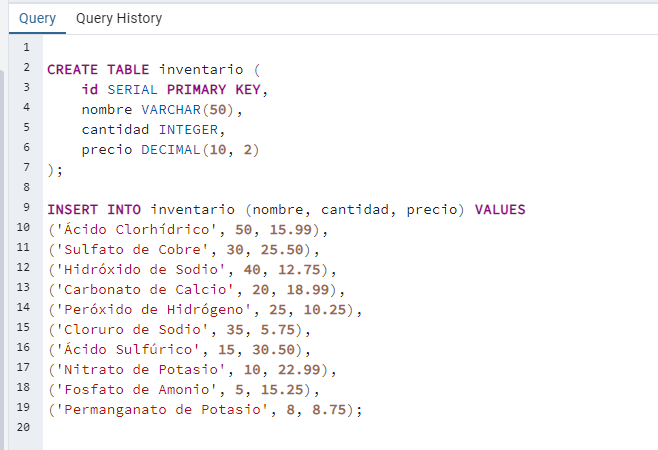 Query Query History
1
2 CREATE TABLE inventario (
3     id SERIAL PRIMARY KEY,
4     nombre VARCHAR(50),
5     cantidad INTEGER,
6     precio DECIMAL(10, 2)
7 );
8
9 INSERT INTO inventario (nombre, cantidad, precio) VALUES
10 ('Ácido Clorhídrico', 50, 15.99),
11 ('Sulfato de Cobre', 30, 25.50),
12 ('Hidróxido de Sodio', 40, 12.75),
13 ('Carbonato de Calcio', 20, 18.99),
14 ('Peróxido de Hidrógeno', 25, 10.25),
15 ('Cloruro de Sodio', 35, 5.75),
16 ('Ácido Sulfúrico', 15, 30.50),
17 ('Nitrato de Potasio', 10, 22.99),
18 ('Fosfato de Amonio', 5, 15.25),
19 ('Permanganato de Potasio', 8, 8.75);
20